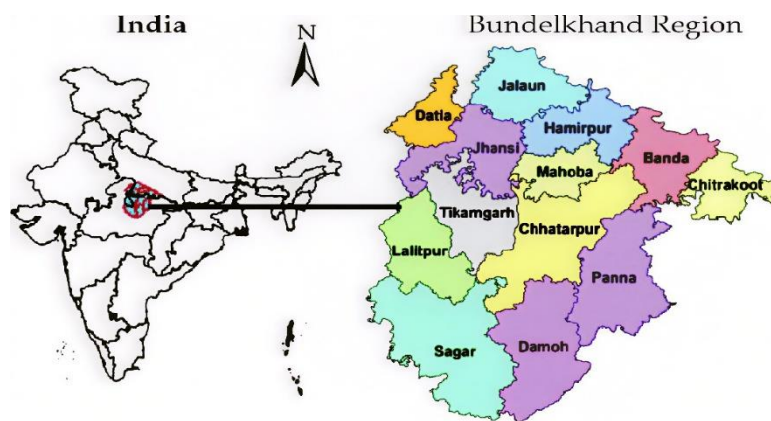 India
Bundelkhand Region
N
Jalaun
Datia
Hamirpur
Jhansi
Banda
Mahoba
Chitrakoot
Tikamgarh
Chhatarpur
Lalitpur
Panna
Sagar
Damoh